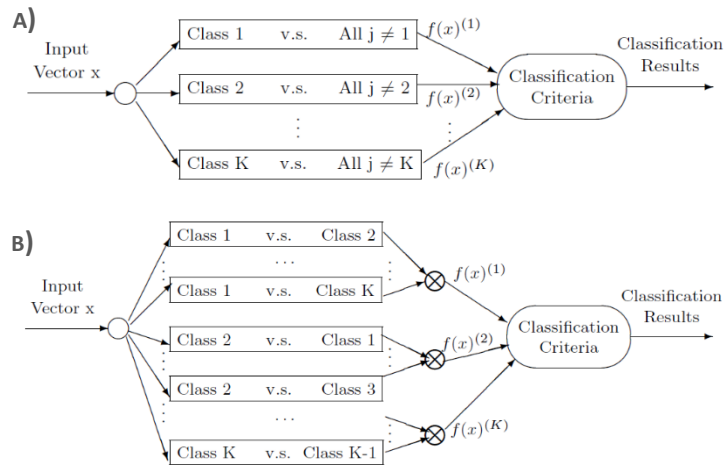 A)
Input
Vector x
Class 1 v.s. All j ≠ 1
f(x)^(1)
Class 2 v.s. All j ≠ 2
f(x)^(2)
⋮ ⋮
Class K v.s. All j ≠ K
f(x)^(K)
Classification
Criteria
Classification
Results
B)
Input
Vector x
Class 1 v.s. Class 2
⋮ ... ⋮
Class 1 v.s. Class K
f(x)^(1)
Class 2 v.s. Class 1
⋮ ⋮
f(x)^(2)
Class 2 v.s. Class 3
⋮ ... ⋮
Class K v.s. Class K-1
f(x)^(K)
Classification
Criteria
Classification
Results